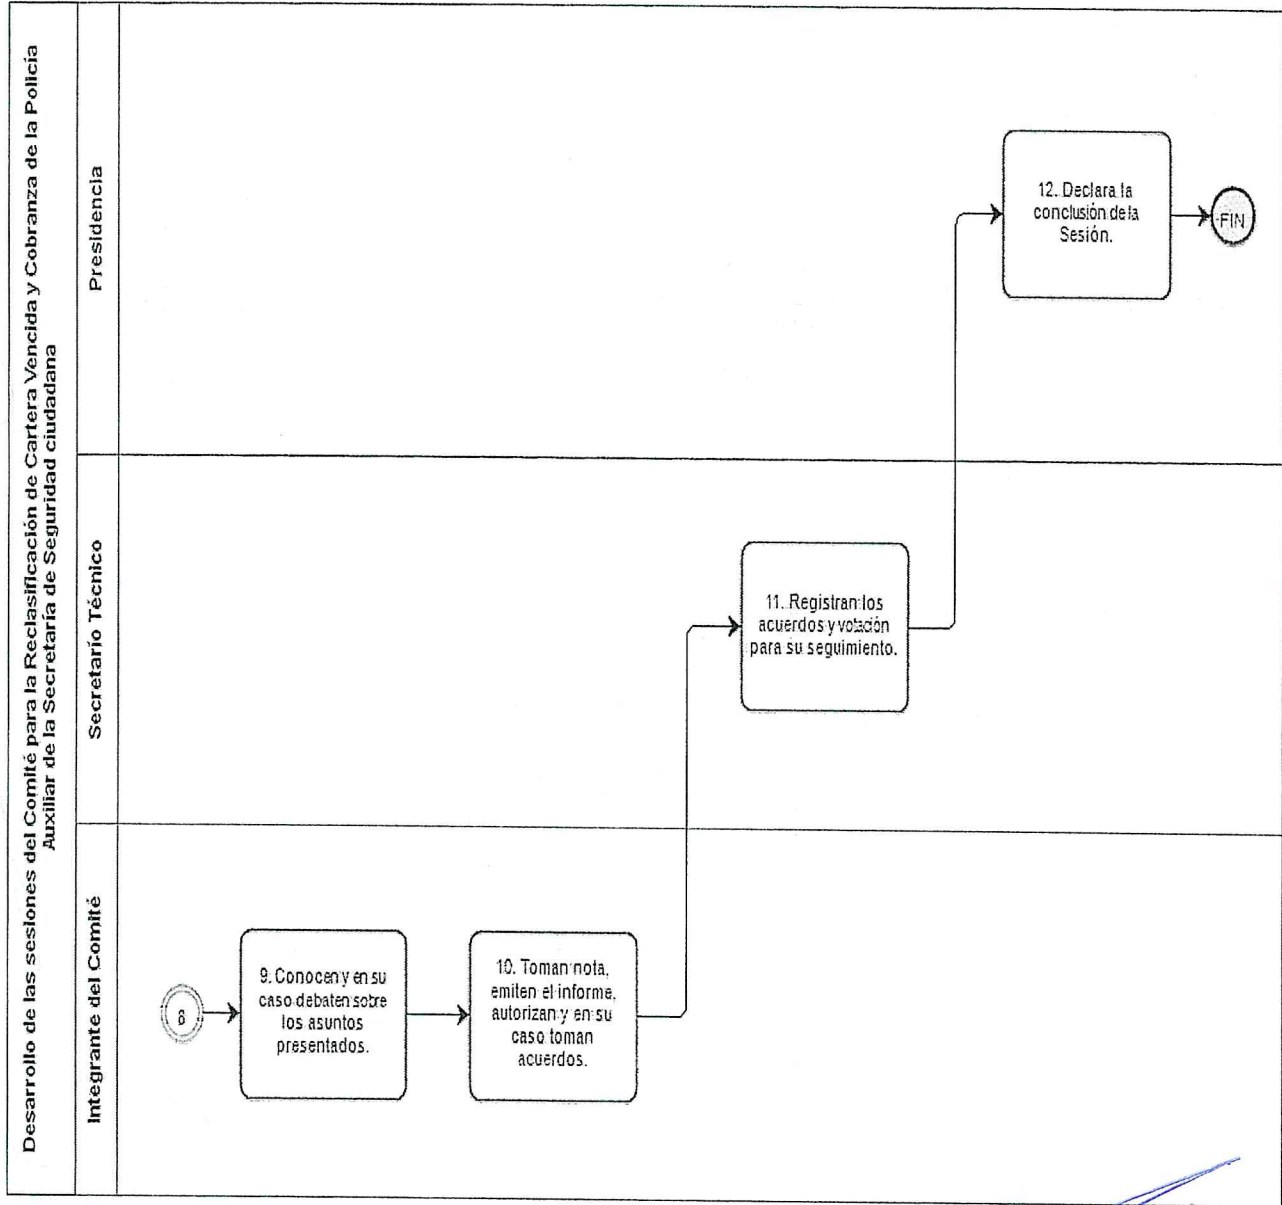 Desarrollo de las sesiones del Comité para la Reclasificación de Cartera Vencida y Cobranza de la Policía
Auxiliar de la Secretaría de Seguridad ciudadana
Presidencia
12. Declara la
conclusión de la
Sesión.
FIN
Secretario Técnico
11. Registran los
acuerdos y votación
para su seguimiento.
Integrante del Comité
8
9. Conocen y en su
caso debaten sobre
los asuntos
presentados.
10. Toman nota,
emiten el informe,
autorizan y en su
caso toman
acuerdos.